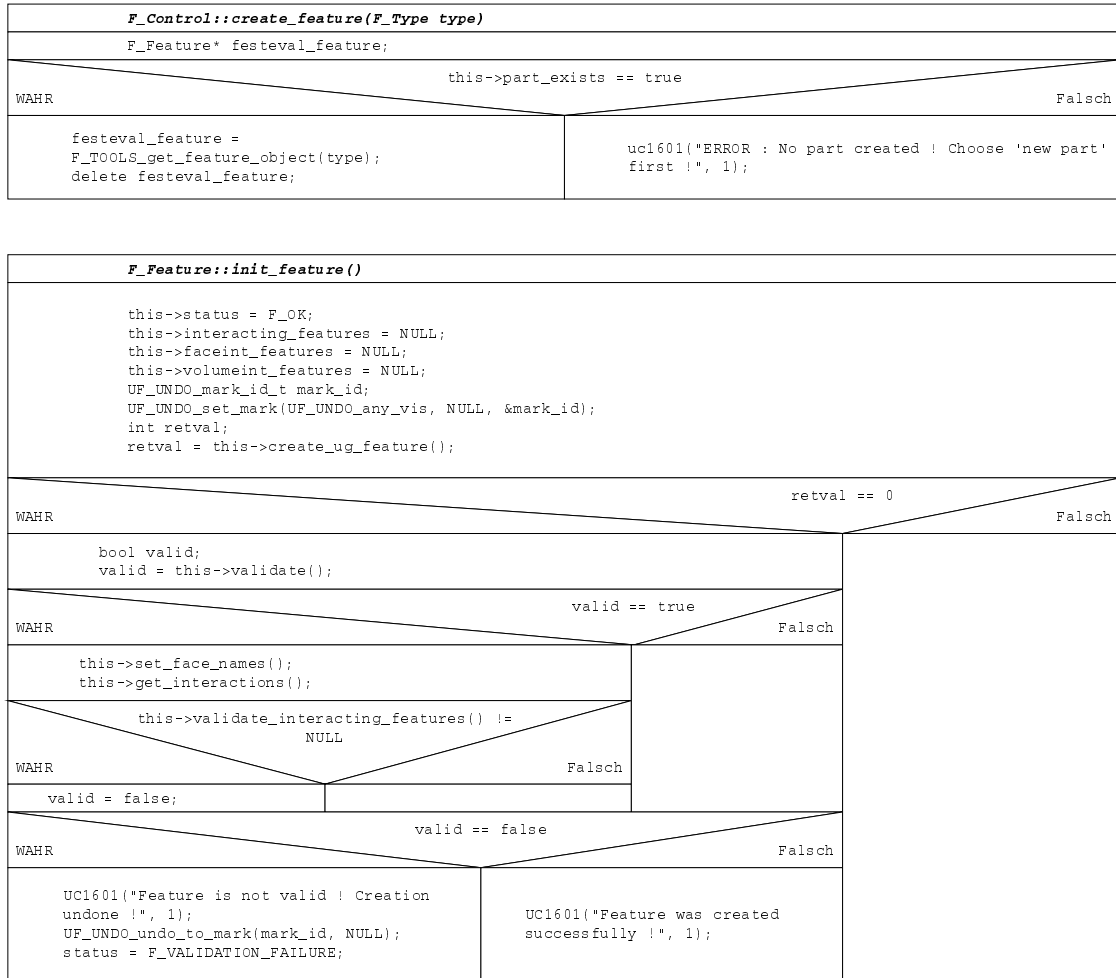 F_Control::create_feature(F_Type type)
F_Feature* festeval_feature;
this->part_exists == true
WAHR
Falsch
festeval_feature =
F_TOOLS_get_feature_object(type);
delete festeval_feature;
uc1601("ERROR : No part created ! Choose 'new part'
first !", 1);
F_Feature::init_feature()
this->status = F_OK;
this->interacting_features = NULL;
this->faceint_features = NULL;
this->volumeint_features = NULL;
UF_UNDO_mark_id_t mark_id;
UF_UNDO_set_mark(UF_UNDO_any_vis, NULL, &mark_id);
int retval;
retval = this->create_ug_feature();
retval == 0
WAHR
Falsch
bool valid;
valid = this->validate();
valid == true
WAHR
Falsch
this->set_face_names();
this->get_interactions();
this->validate_interacting_features() !=
NULL
WAHR
Falsch
valid = false;
valid == false
WAHR
Falsch
UC1601("Feature is not valid ! Creation
undone !", 1);
UF_UNDO_undo_to_mark(mark_id, NULL);
status = F_VALIDATION_FAILURE;
UC1601("Feature was created
successfully !", 1);